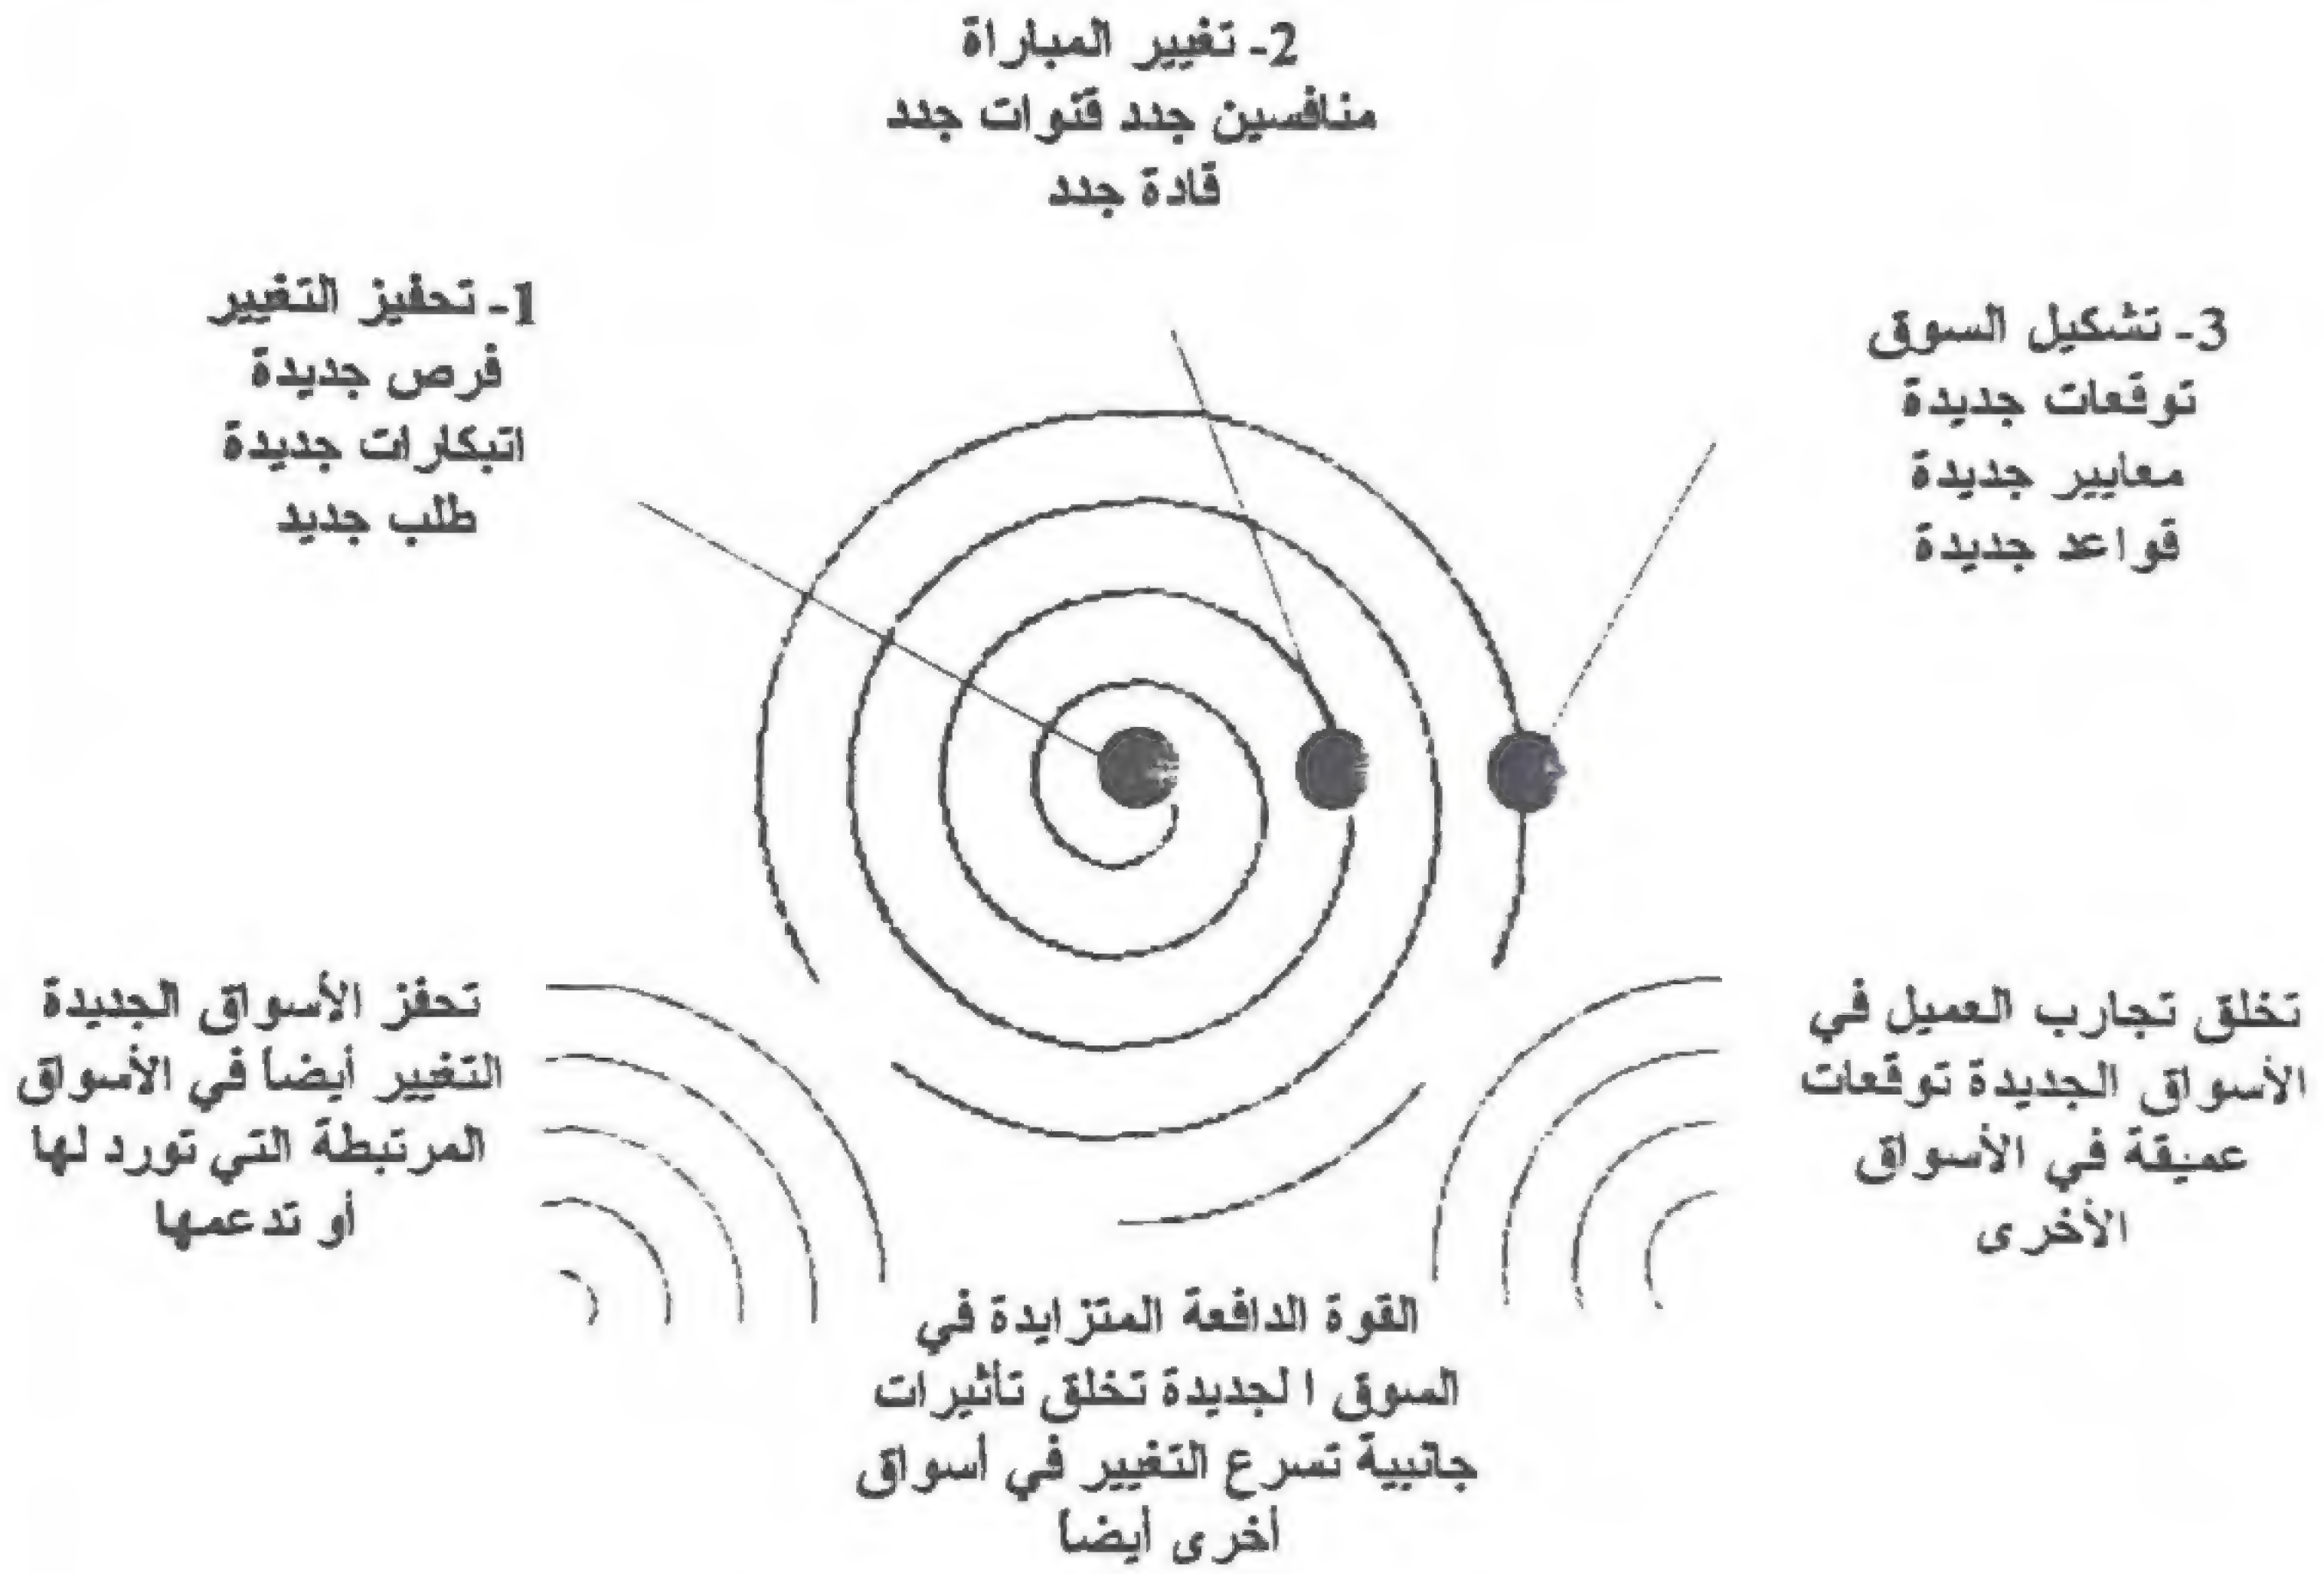 2- تغيير المباراة
منافسين جدد قنوات جدد
قادة جدد
1- تحفيز التغيير
فرص جديدة
اتبكارات جديدة
طلب جديد
3- تشكيل السوق
توقعات جديدة
معايير جديدة
قواعد جديدة
تحفز الأسواق الجديدة
التغيير أيضاً في الأسواق
المرتبطة التي تورد لها
أو تدعمها
تخلق تجارب العميل في
الأسواق الجديدة توقعات
عميقة في الأسواق
الأخرى
القوة الدافعة المتزايدة في
السوق الجديدة تخلق تأثيرات
جانبية تسرع التغيير في أسواق
أخرى أيضاً